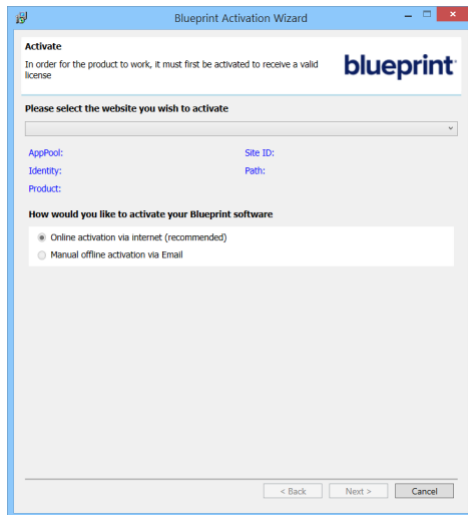 Blueprint Activation Wizard
Activate
In order for the product to work, it must first be activated to receive a valid
license
blueprint
Please select the website you wish to activate
AppPool:
Site ID:
Identity:
Path:
Product:
How would you like to activate your Blueprint software
Online activation via internet (recommended)
Manual offline activation via Email
< Back
Next >
Cancel